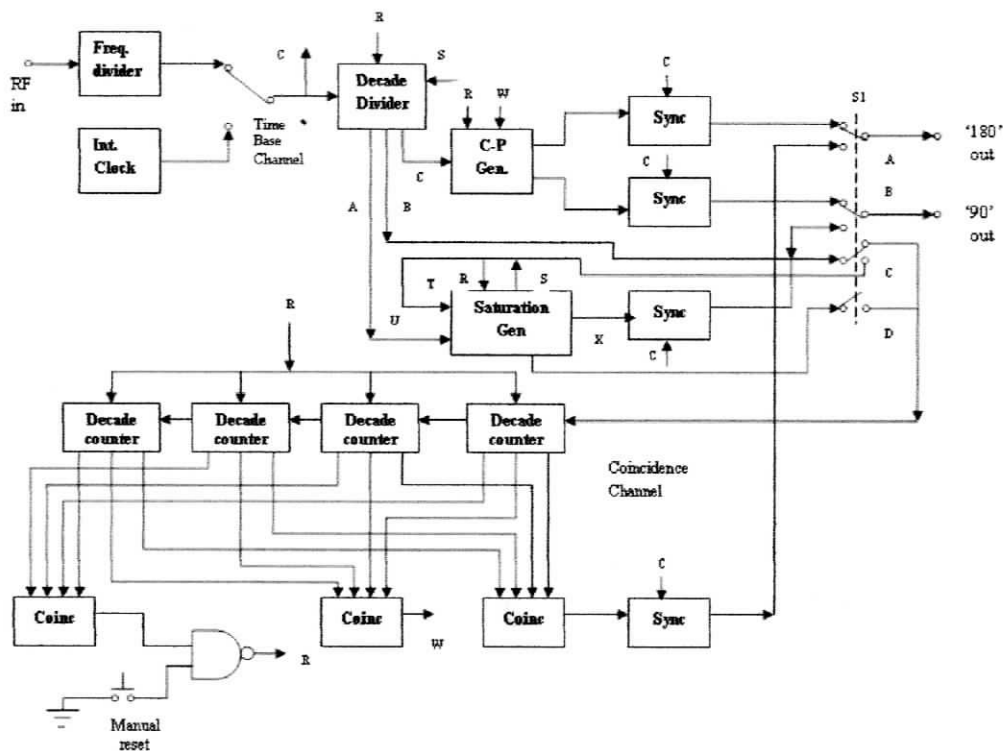 R
Freq.
divider
RF
in
C
S
Decade
Divider
Time
Base
Channel
Int.
Clock
R
W
C-P
Gen.
C
C
Sync
C
Sync
S1
'180'
out
A
B
'90'
out
A
B
T
R
S
Saturation
Gen
U
X
Sync
C
C
D
R
Decade
counter
Decade
counter
Decade
counter
Decade
counter
Coincidence
Channel
Coinc
Coinc
W
Coinc
C
Sync
R
Manual
reset